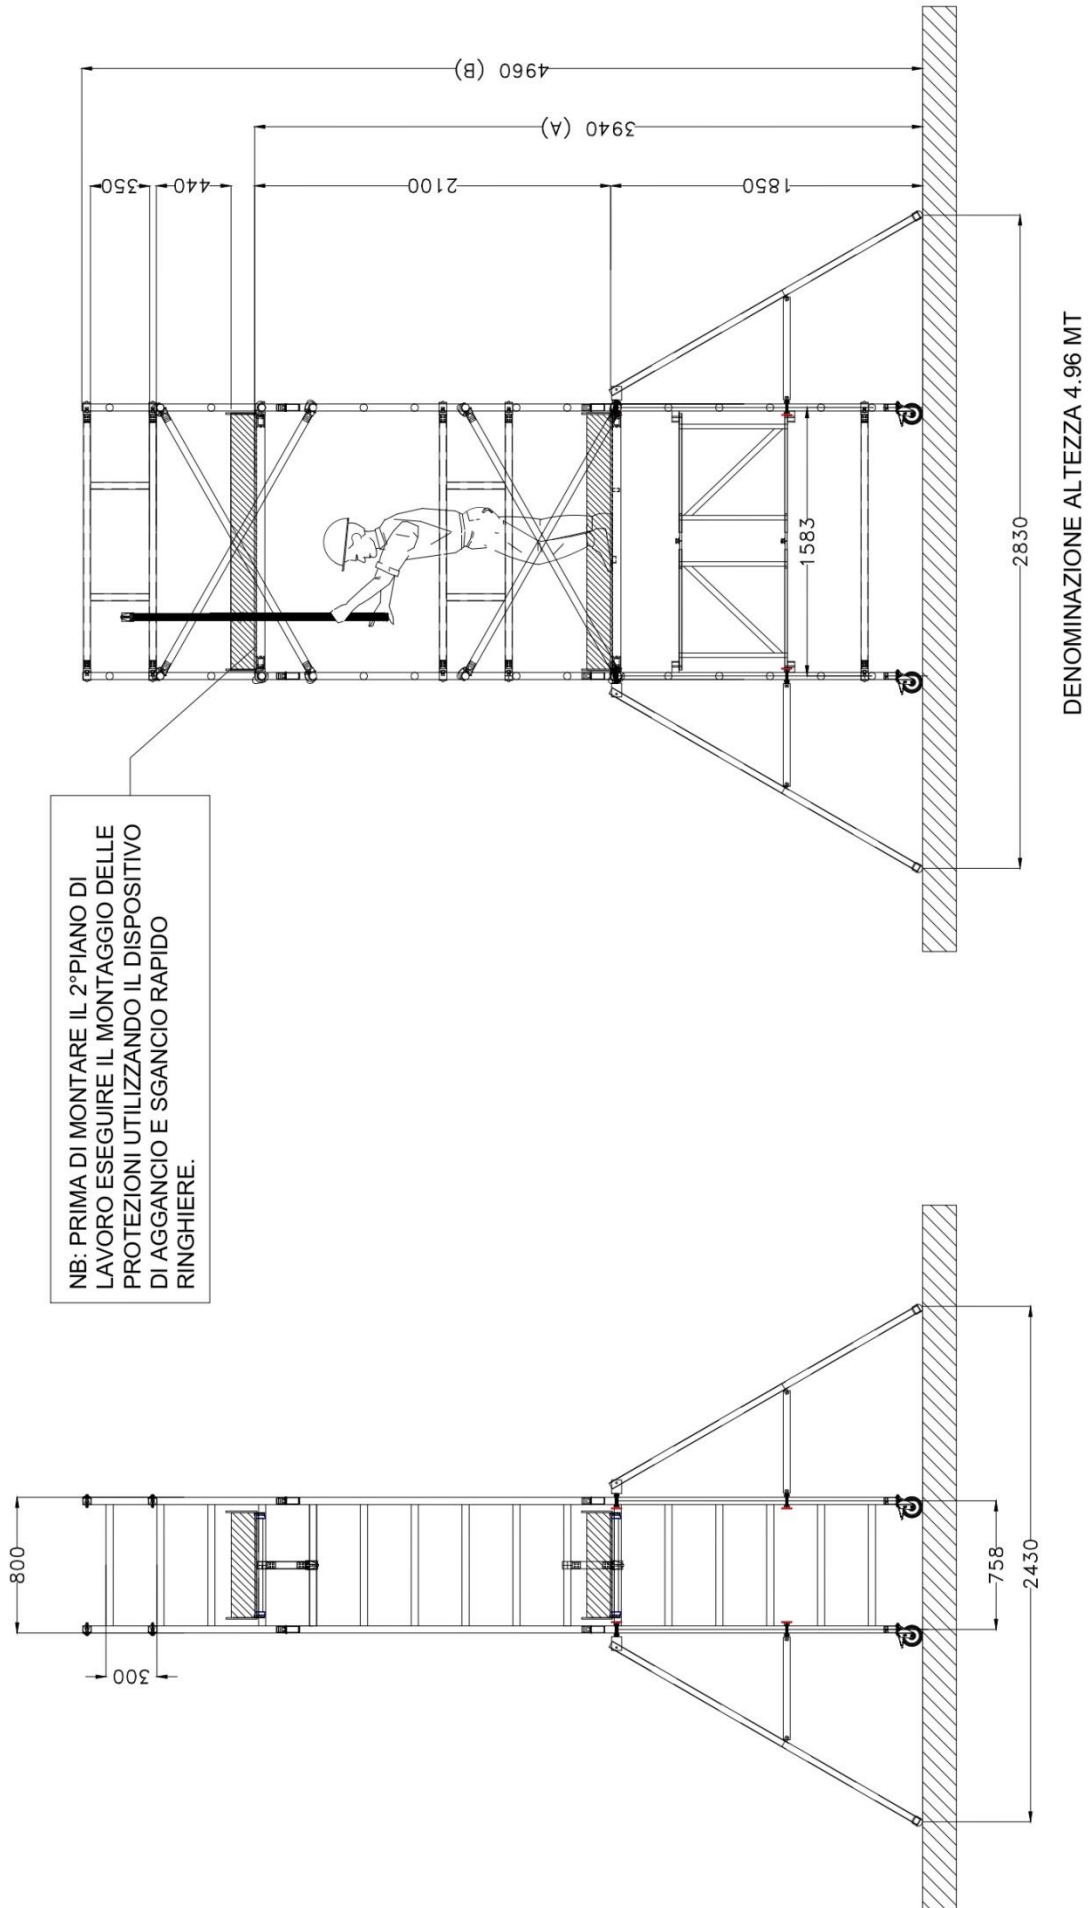 4960 (B)
3940 (A)
350
440
2100
1850
1583
2830
DENOMINAZIONE ALTEZZA 4.96 MT
NB: PRIMA DI MONTARE IL 2°PIANO DI
LAVORO ESEGUIRE IL MONTAGGIO DELLE
PROTEZIONI UTILIZZANDO IL DISPOSITIVO
DI AGGANCIO E SGANCIO RAPIDO
RINGHIERE.
800
300
758
2430